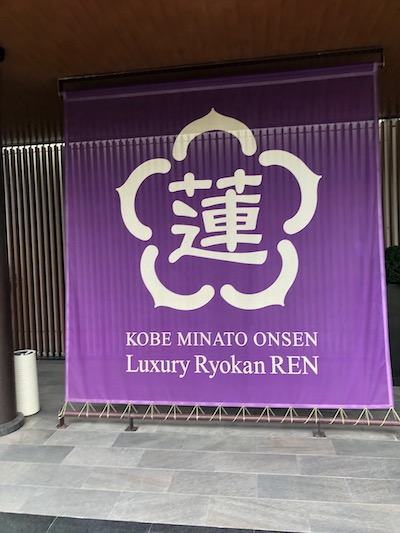 蓮
KOBE MINATO ONSEN
Luxury Ryokan REN